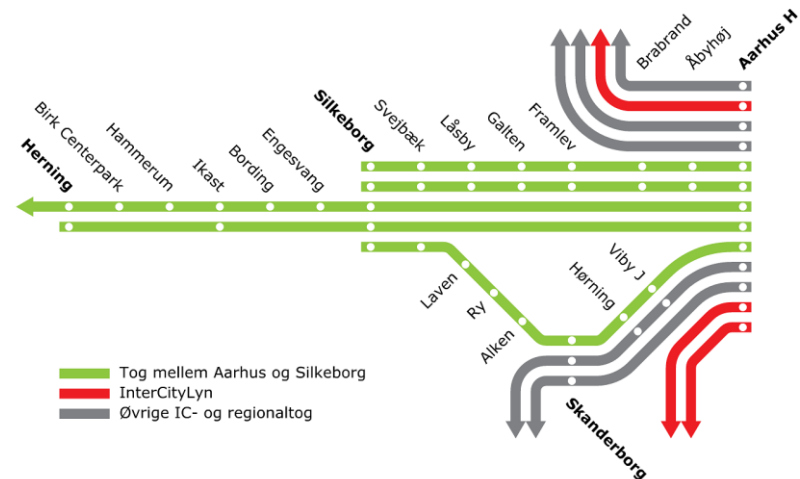 Herning
Birk Centerpark
Hammerum
Ikast
Bording
Engesvang
Silkeborg
Svejbæk
Låsby
Galten
Framlev
Brabrand
Åbyhøj
Aarhus H
Laven
Ry
Alken
Hørning
Viby J
Skanderborg
Tog mellem Aarhus og Silkeborg
InterCityLyn
Øvrige IC- og regionaltog